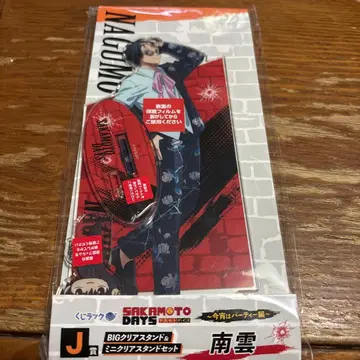 NAGUMO
表面の
保護フィルムを
剥がしてから
ご使用ください
SAKAMOTO
くじラック
SAKAMOTO
DAYS
～今宵はパーティー編～
J賞
BIGクリアスタンド&
ミニクリアスタンドセット
南雲